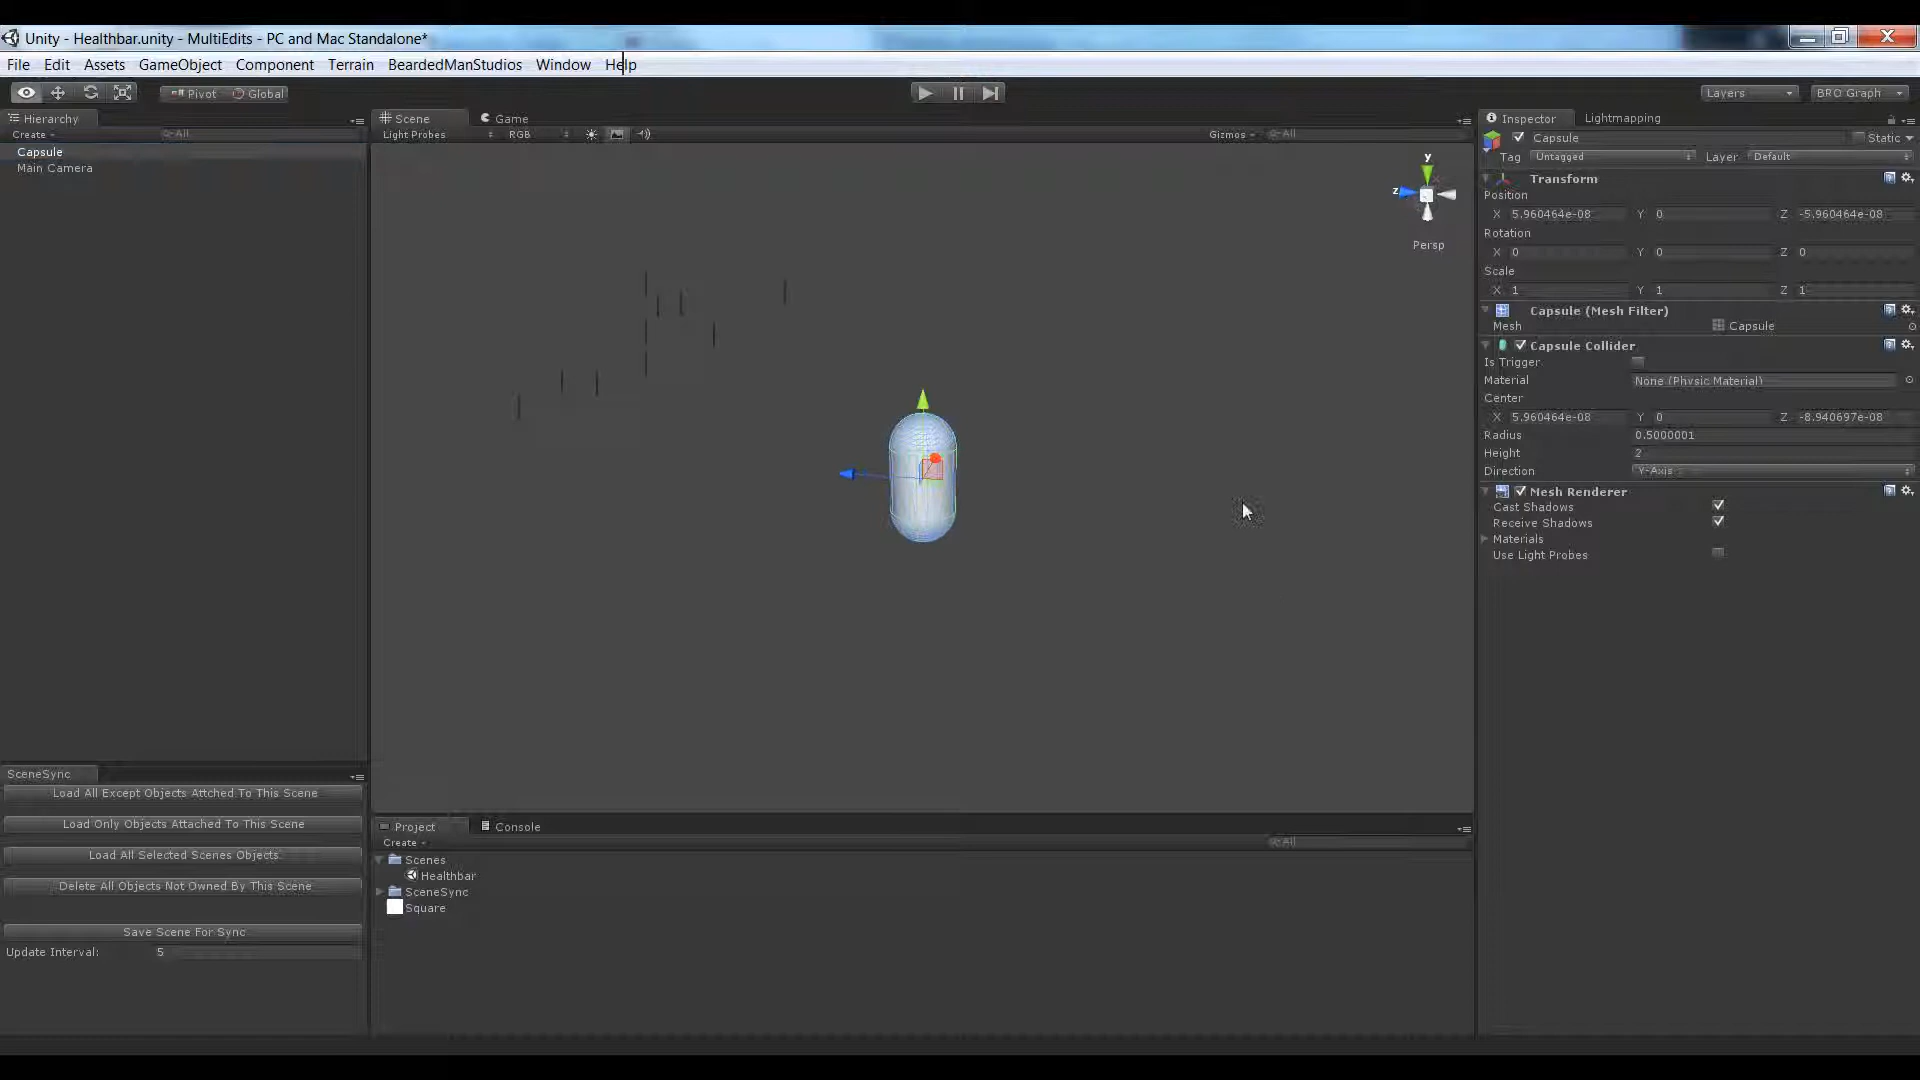 Unity - Healthbar.unity - MultiEdits - PC and Mac Standalone*
File Edit Assets GameObject Component Terrain BeardedManStudios Window Help
Pivot Global Layers BRO Graph
Hierarchy
Create All
Capsule
Main Camera
Scene Game
Light Probes RGB Gizmos All
y
z
Persp
Inspector Lightmapping
Capsule Static
Tag Untagged Layer Default
Transform
Position
X 5.960464e-08 Y 0 Z -5.960464e-08
Rotation
X 0 Y 0 Z 0
Scale
X 1 Y 1 Z 1
Capsule (Mesh Filter)
Mesh Capsule
Capsule Collider
Is Trigger
Material None (Physic Material)
Center
X 5.960464e-08 Y 0 Z -8.940697e-08
Radius 0.5000001
Height 2
Direction Y-Axis
Mesh Renderer
Cast Shadows
Receive Shadows
Materials
Use Light Probes
SceneSync
Load All Except Objects Attched To This Scene
Load Only Objects Attached To This Scene
Load All Selected Scenes Objects
Delete All Objects Not Owned By This Scene
Save Scene For Sync
Update Interval: 5
Project Console
Create All
Scenes
Healthbar
SceneSync
Square